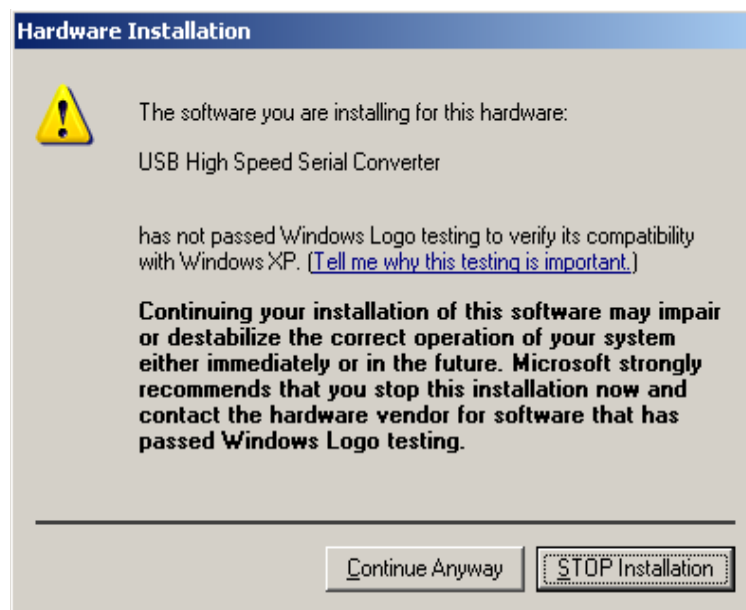 Hardware Installation
The software you are installing for this hardware:
USB High Speed Serial Converter
has not passed Windows Logo testing to verify its compatibility
with Windows XP. (Tell me why this testing is important.)
Continuing your installation of this software may impair
or destabilize the correct operation of your system
either immediately or in the future. Microsoft strongly
recommends that you stop this installation now and
contact the hardware vendor for software that has
passed Windows Logo testing.
Continue Anyway
STOP Installation